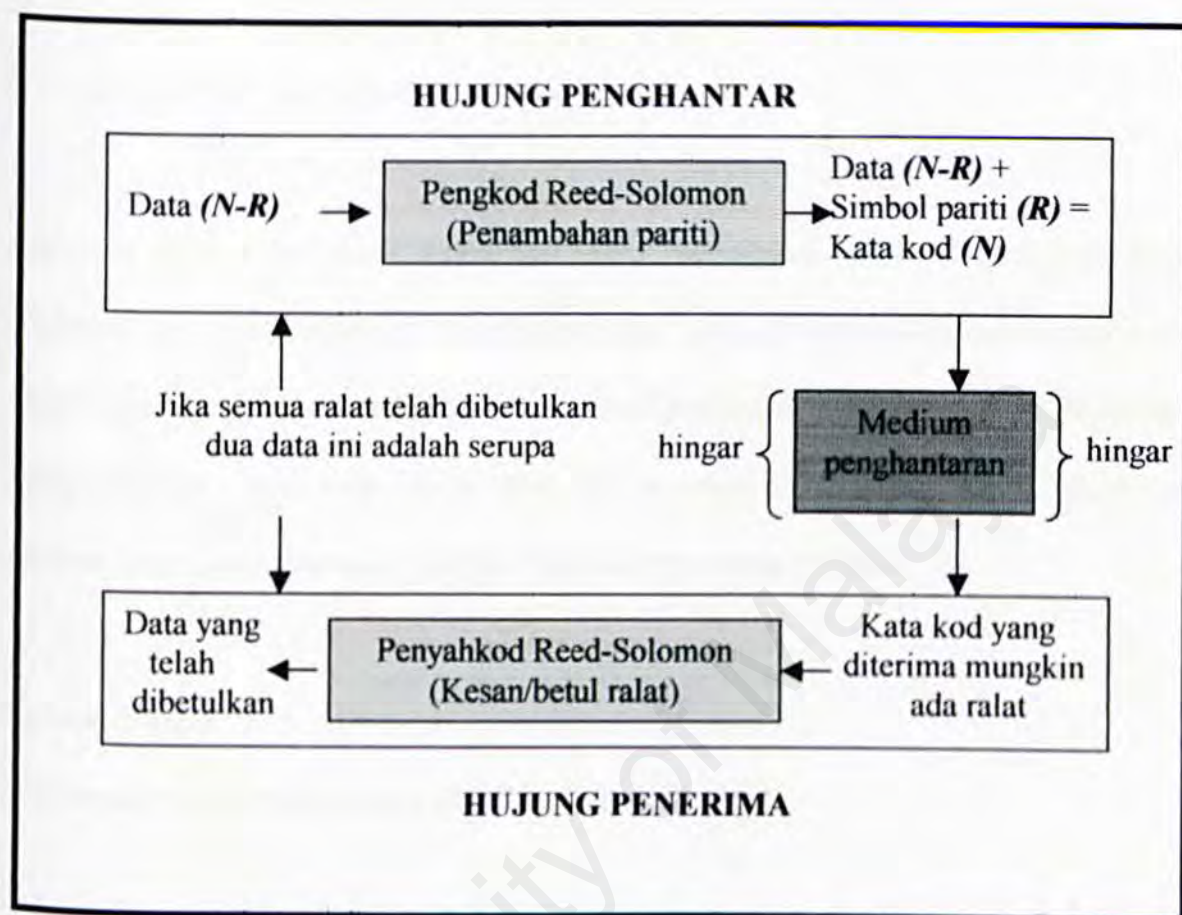 HUJUNG PENGHANTAR
Data (N-R)
Pengkod Reed-Solomon
(Penambahan pariti)
Data (N-R) +
Simbol pariti (R) =
Kata kod (N)
Jika semua ralat telah dibetulkan
dua data ini adalah serupa
hingar
Medium
penghantaran
hingar
Data yang
telah
dibetulkan
Penyahkod Reed-Solomon
(Kesan/betul ralat)
Kata kod yang
diterima mungkin
ada ralat
HUJUNG PENERIMA